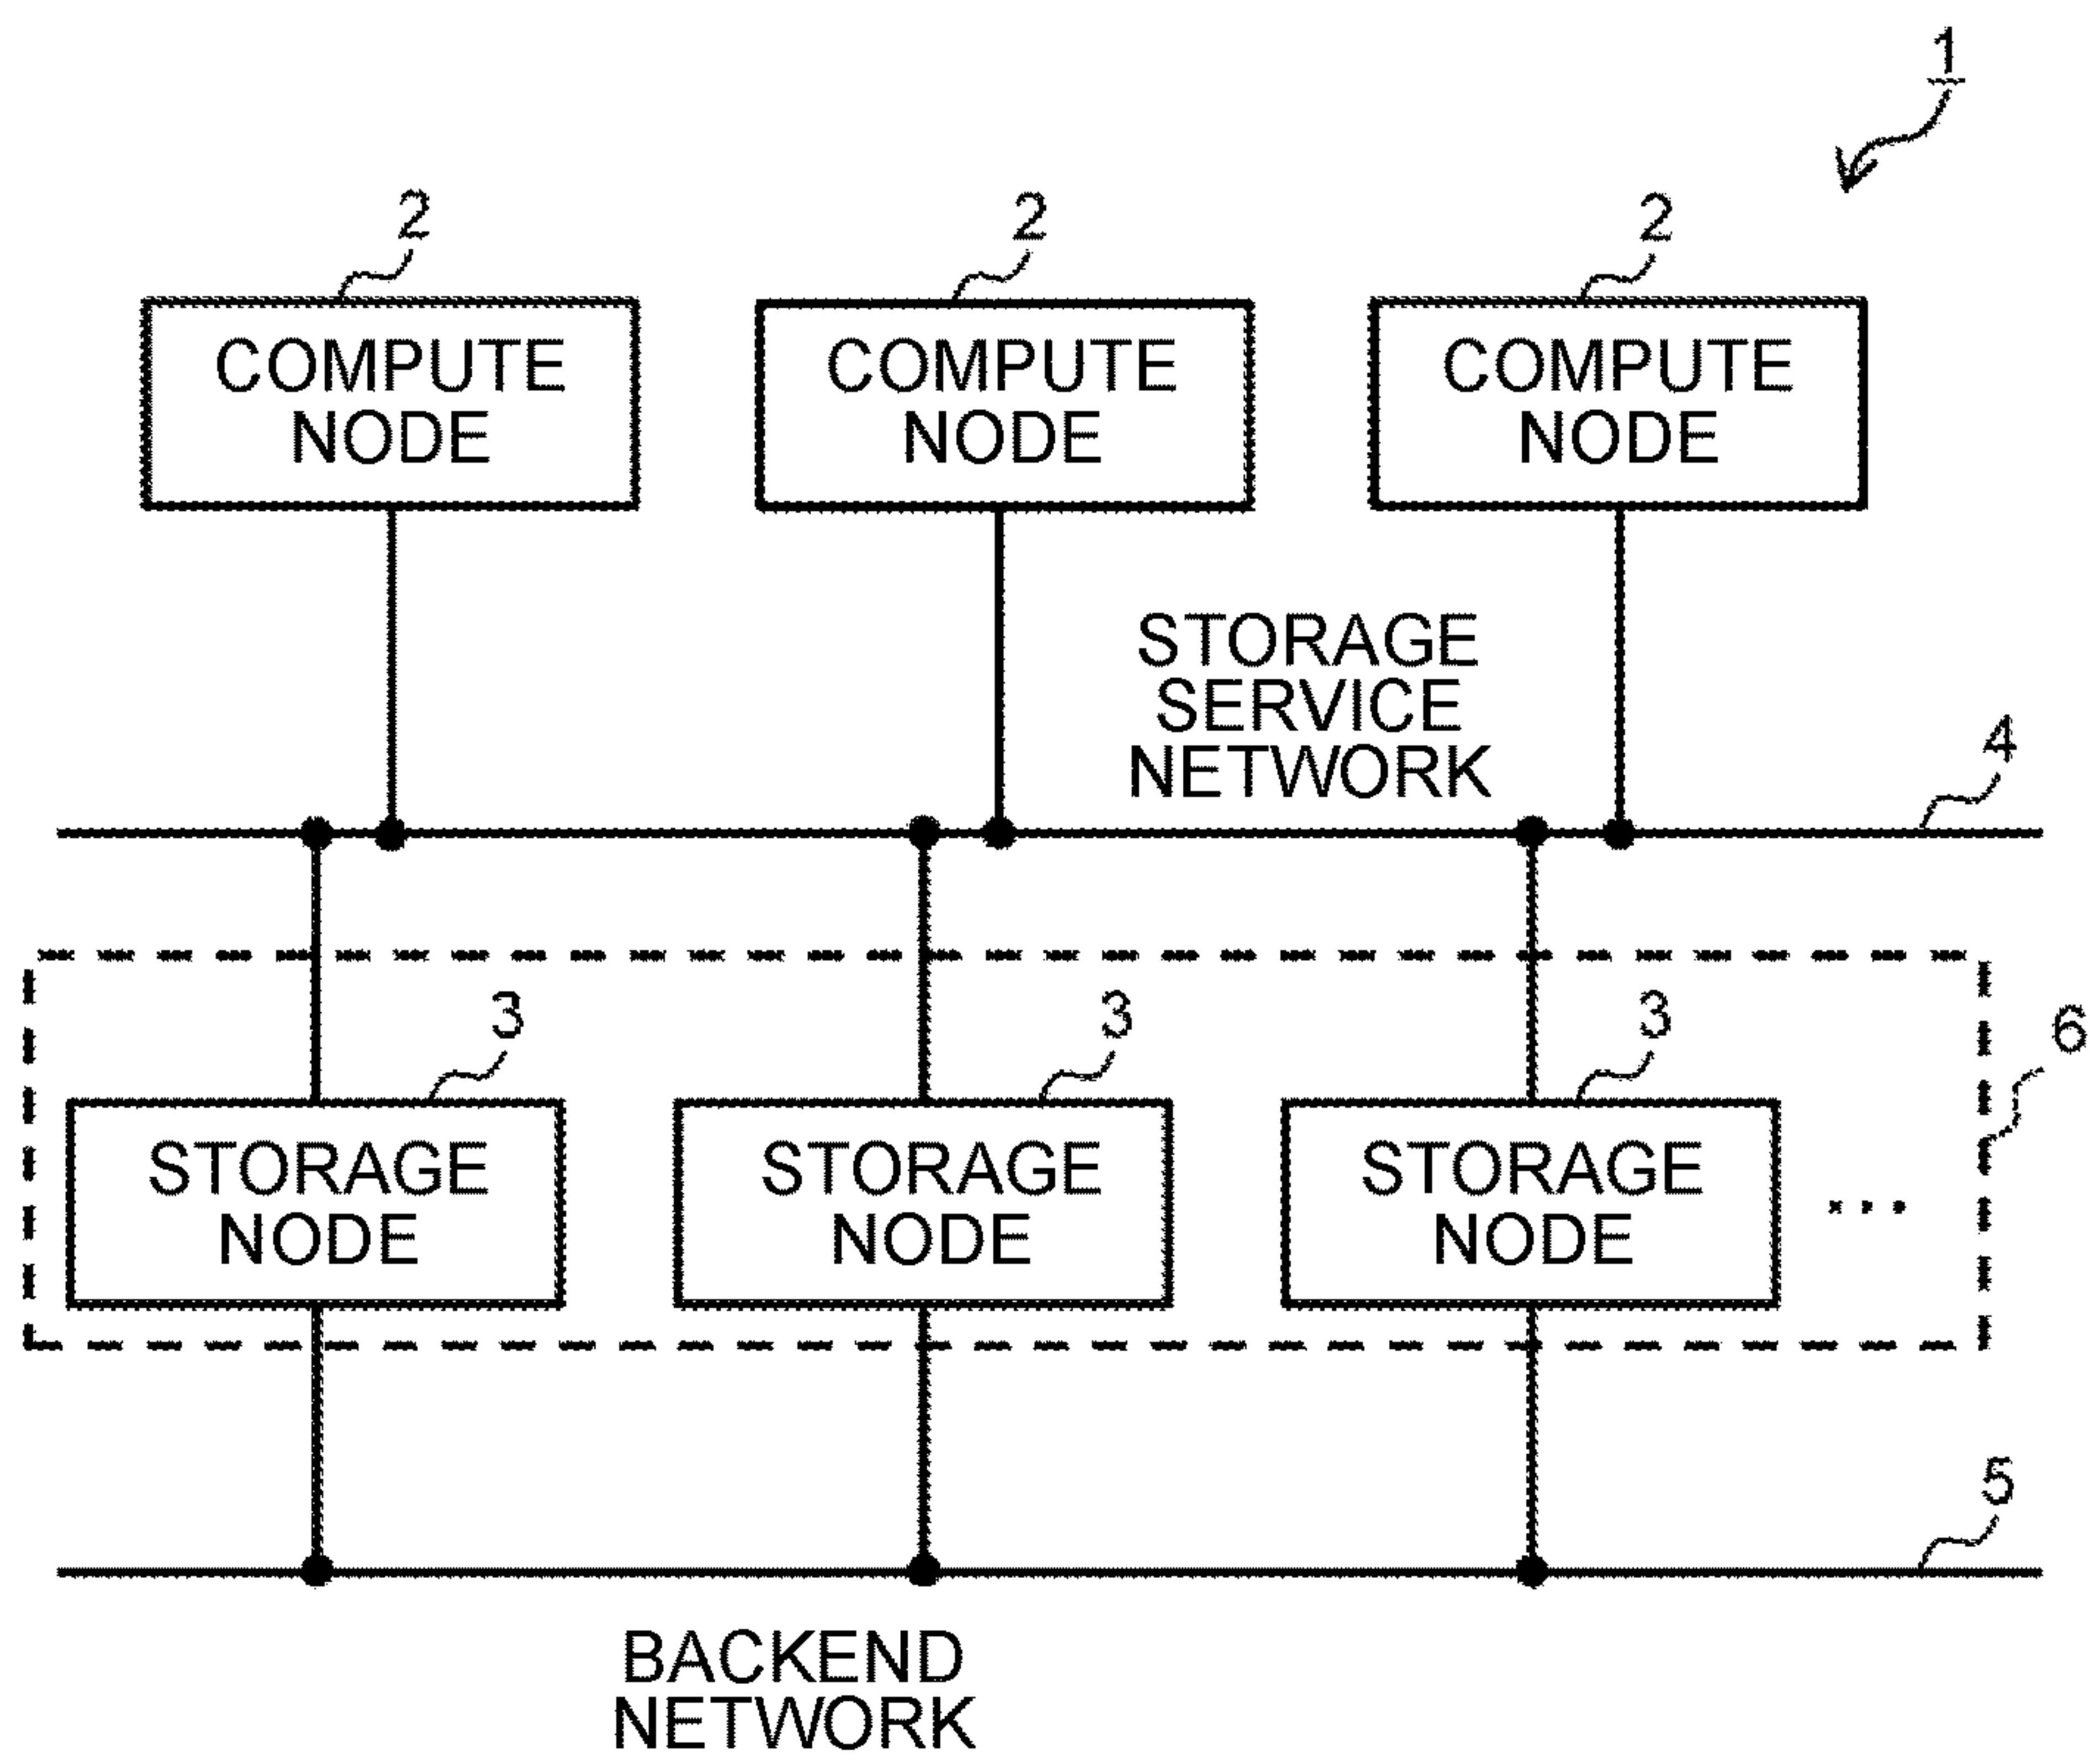 1
2
2
2
COMPUTE
NODE
COMPUTE
NODE
COMPUTE
NODE
STORAGE
SERVICE
NETWORK
4
3
3
3
6
STORAGE
NODE
STORAGE
NODE
STORAGE
NODE
...
5
BACKEND
NETWORK